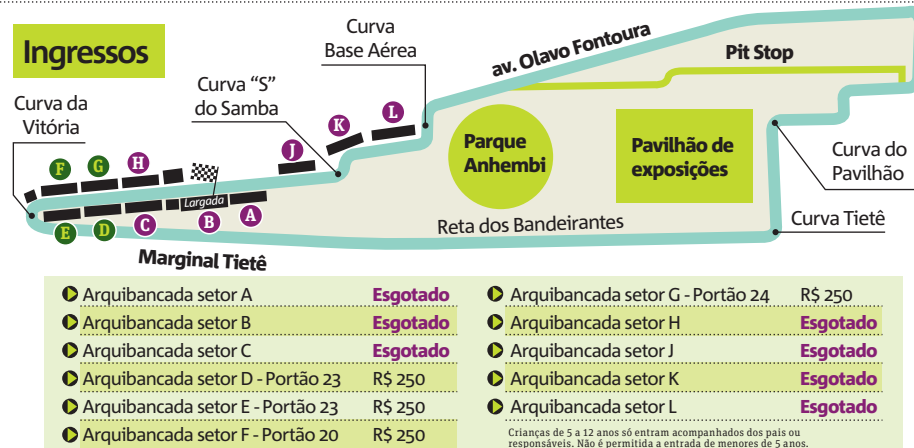 Ingressos
Curva
Base Aérea
av. Olavo Fontoura
Pit Stop
Curva “S”
do Samba
Curva da
Vitória
L
K
J
Parque
Anhembi
Pavilhão de
exposições
Curva do
Pavilhão
F
G
H
Largada
E
D
C
B
A
Reta dos Bandeirantes
Curva Tietê
Marginal Tietê
Arquibancada setor A Esgotado
Arquibancada setor B Esgotado
Arquibancada setor C Esgotado
Arquibancada setor D - Portão 23 R$ 250
Arquibancada setor E - Portão 23 R$ 250
Arquibancada setor F - Portão 20 R$ 250
Arquibancada setor G - Portão 24 R$ 250
Arquibancada setor H Esgotado
Arquibancada setor J Esgotado
Arquibancada setor K Esgotado
Arquibancada setor L Esgotado
Crianças de 5 a 12 anos só entram acompanhados dos pais ou
responsáveis. Não é permitida a entrada de menores de 5 anos.